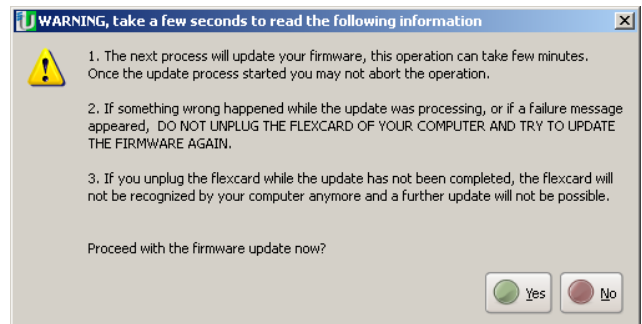 WARNING, take a few seconds to read the following information
1. The next process will update your firmware, this operation can take few minutes.
Once the update process started you may not abort the operation.
2. If something wrong happened while the update was processing, or if a failure message
appeared,  DO NOT UNPLUG THE FLEXCARD OF YOUR COMPUTER AND TRY TO UPDATE
THE FIRMWARE AGAIN.
3. If you unplug the flexcard while the update has not been completed, the flexcard will
not be recognized by your computer anymore and a further update will not be possible.
Proceed with the firmware update now?
Yes No